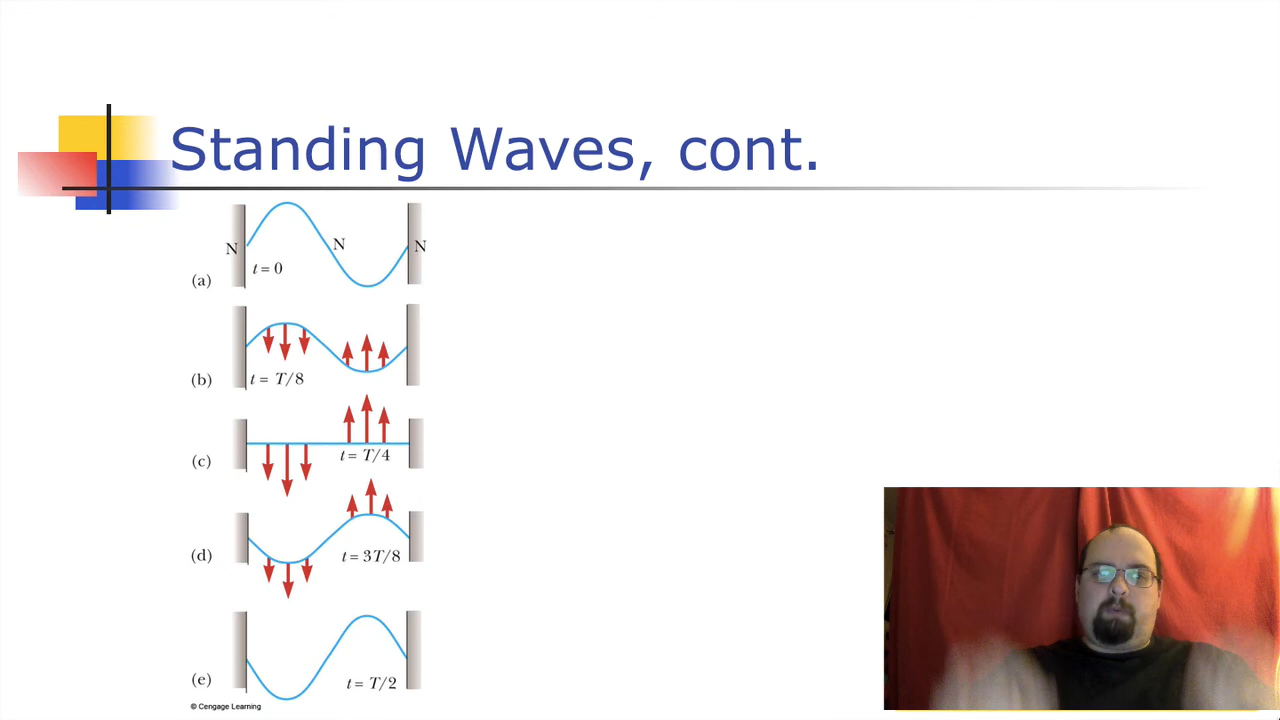 Standing Waves, cont.
N
N
N
t = 0
(a)
(b)
t = T/8
(c)
t = T/4
(d)
t = 3T/8
(e)
t = T/2
© Cengage Learning